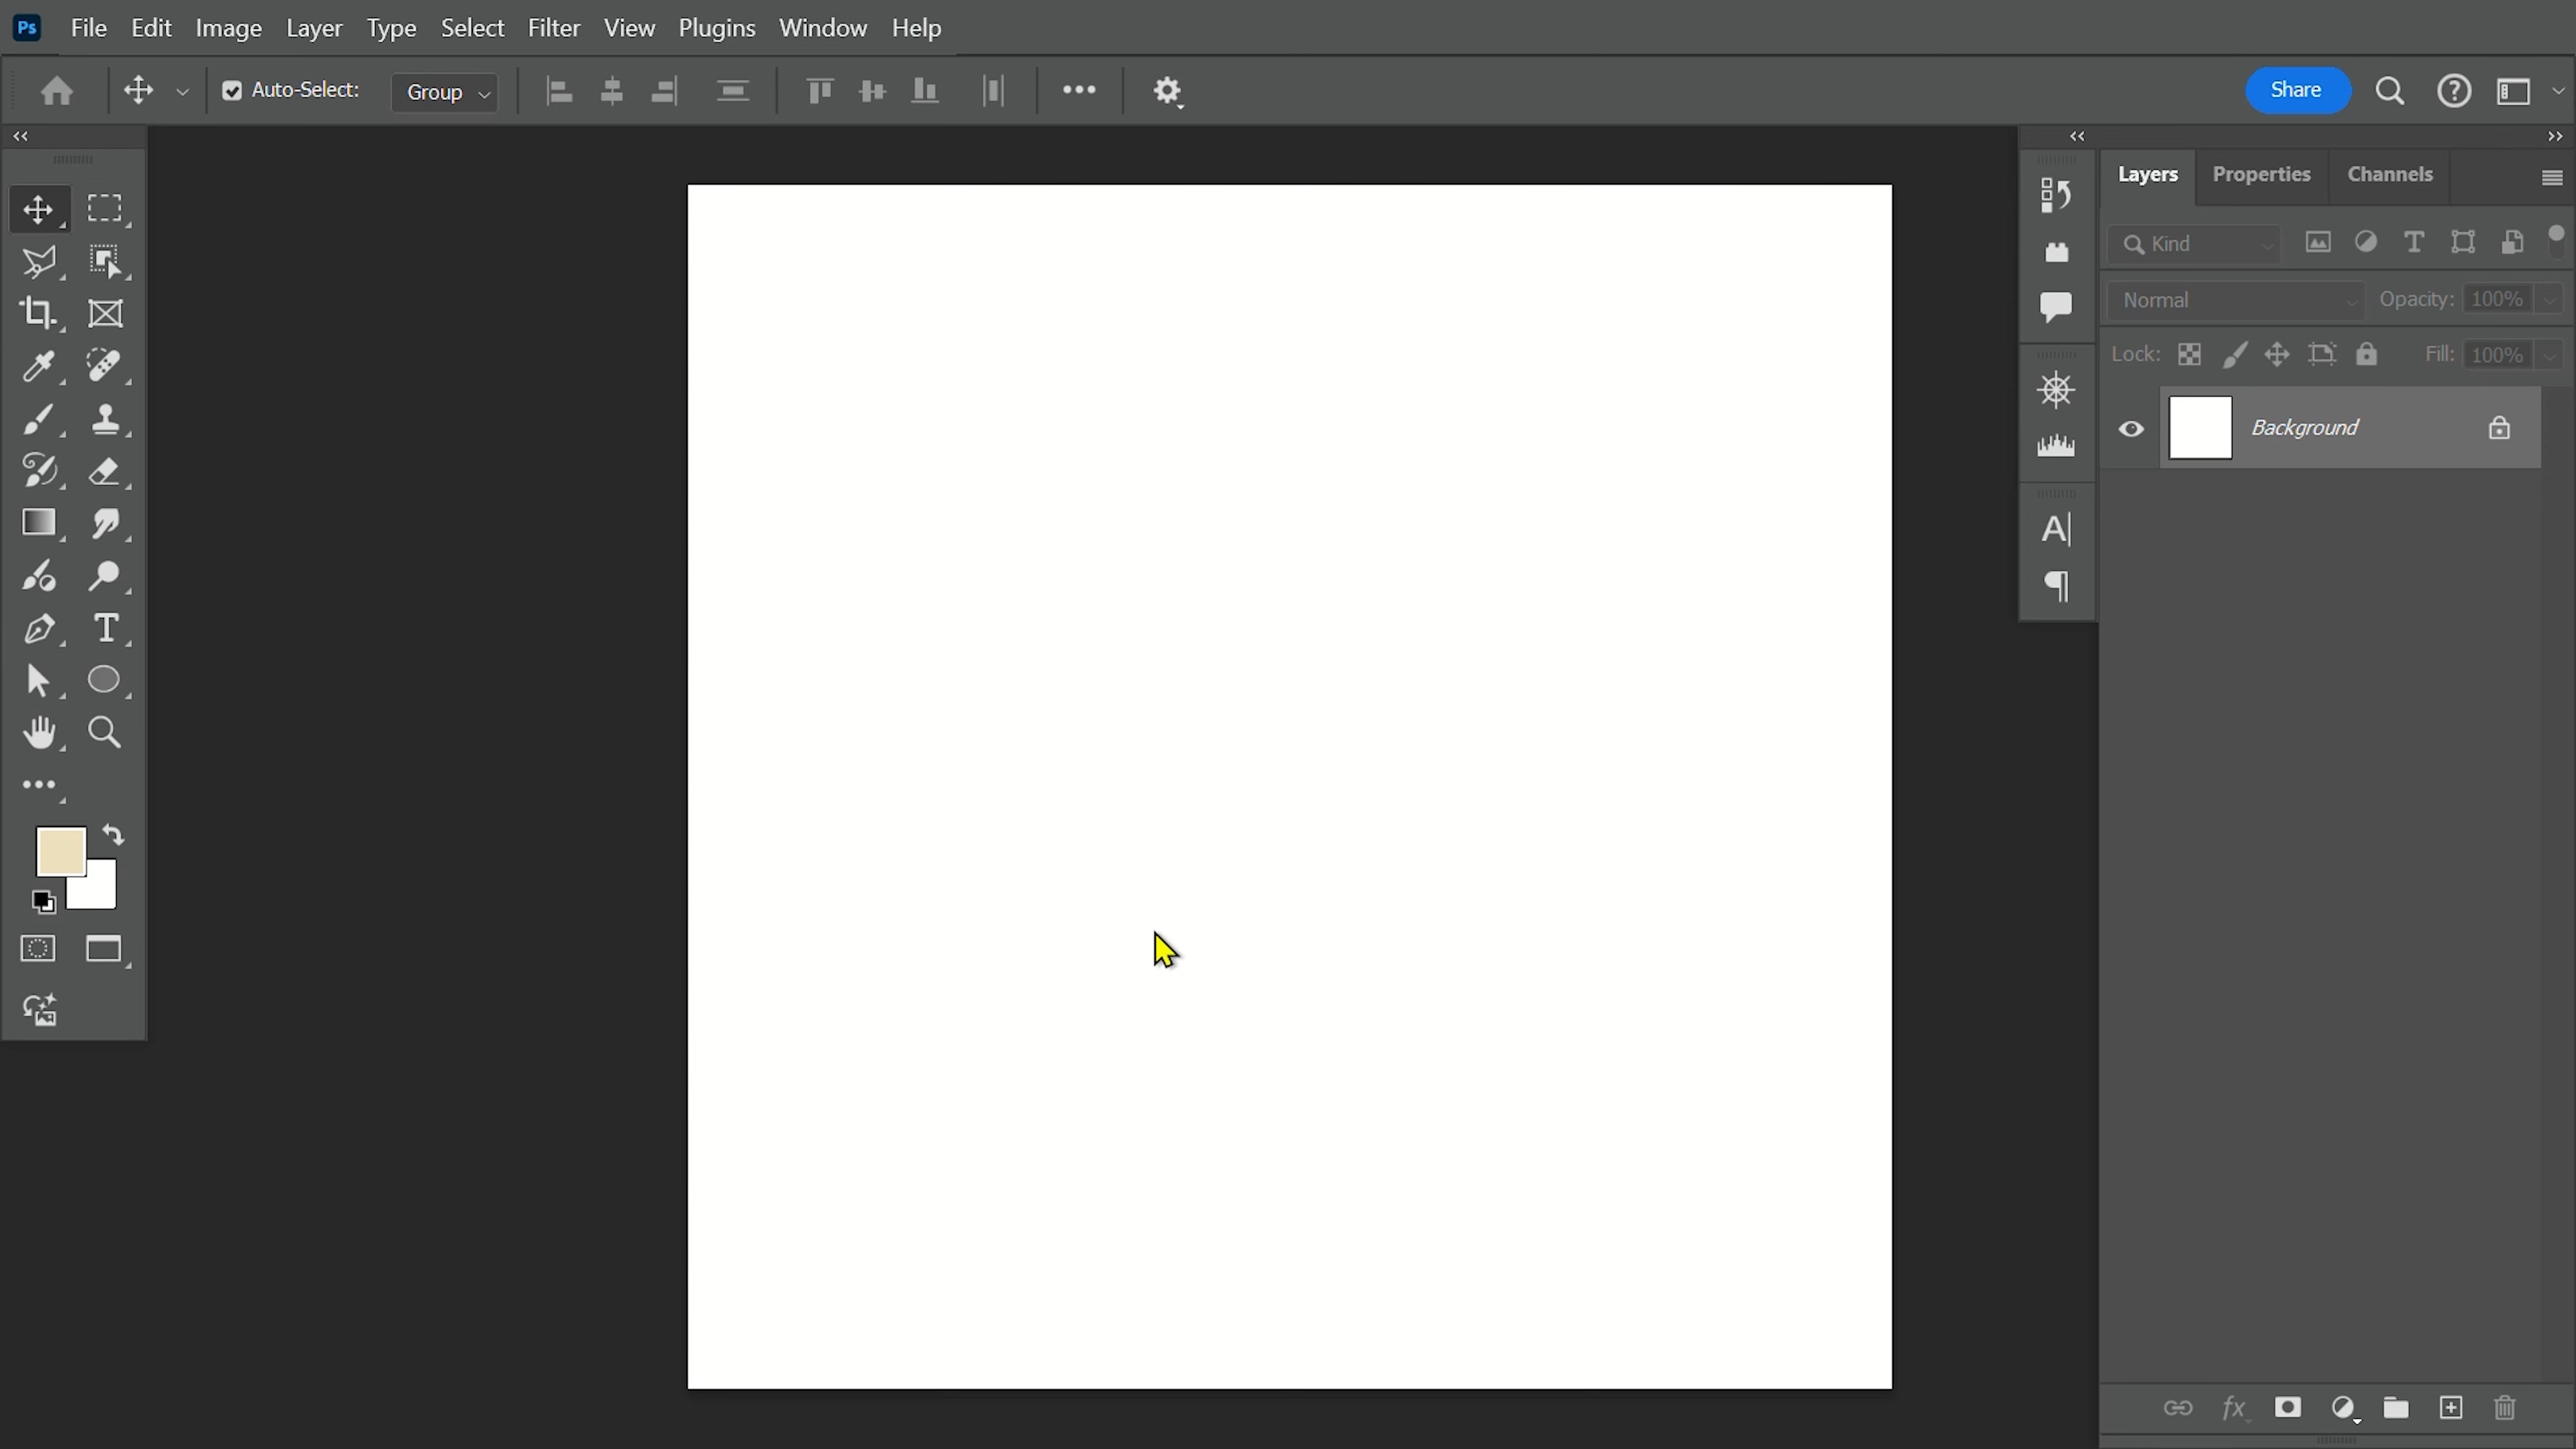 Ps File Edit Image Layer Type Select Filter View Plugins Window Help
Auto-Select: Group Share
Layers Properties Channels
Kind
Normal Opacity: 100%
Lock: Fill: 100%
Background